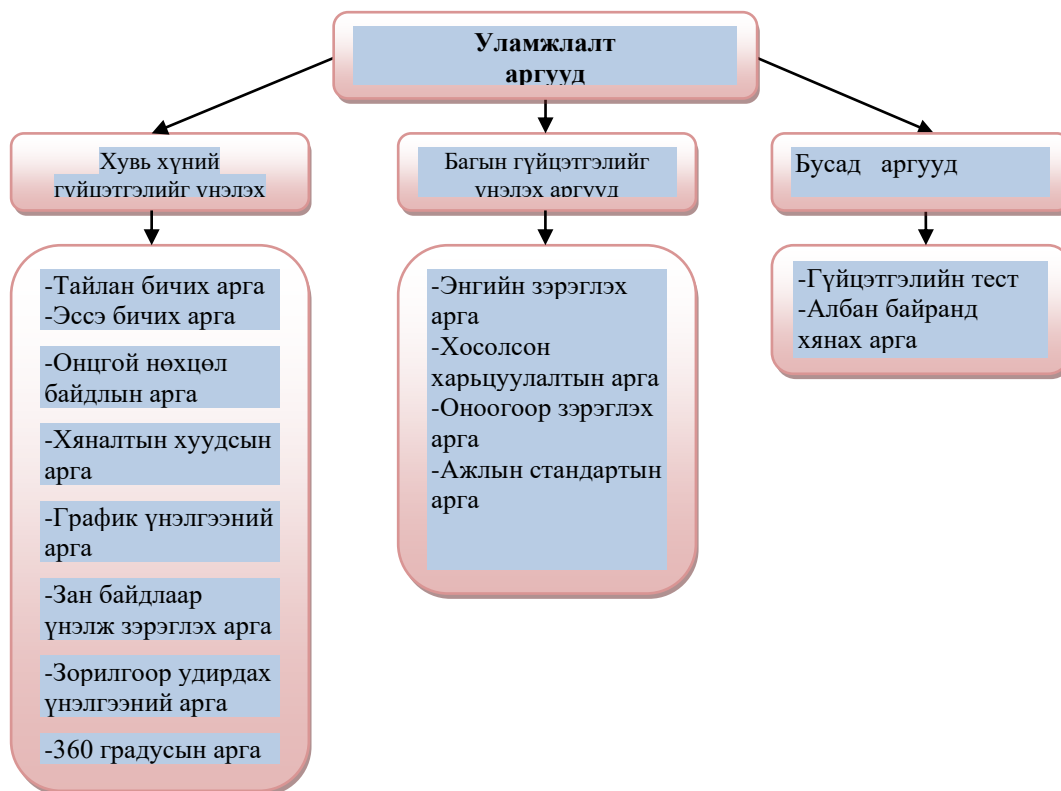 Уламжлалт
аргууд
Хувь хүний
гүйцэтгэлийг үнэлэх
Багын гүйцэтгэлийг
үнэлэх аргууд
Бусад аргууд
-Тайлан бичих арга
-Эссэ бичих арга
-Онцгой нөхцөл
байдлын арга
-Хяналтын хуудсын
арга
-График үнэлгээний
арга
-Зан байдлаар
үнэлж зэрэглэх арга
-Зорилгоор удирдах
үнэлгээний арга
-360 градусын арга
-Энгийн зэрэглэх
арга
-Хосолсон
харьцуулалтын арга
-Оноогоор зэрэглэх
арга
-Ажлын стандартын
арга
-Гүйцэтгэлийн тест
-Албан байранд
хянах арга